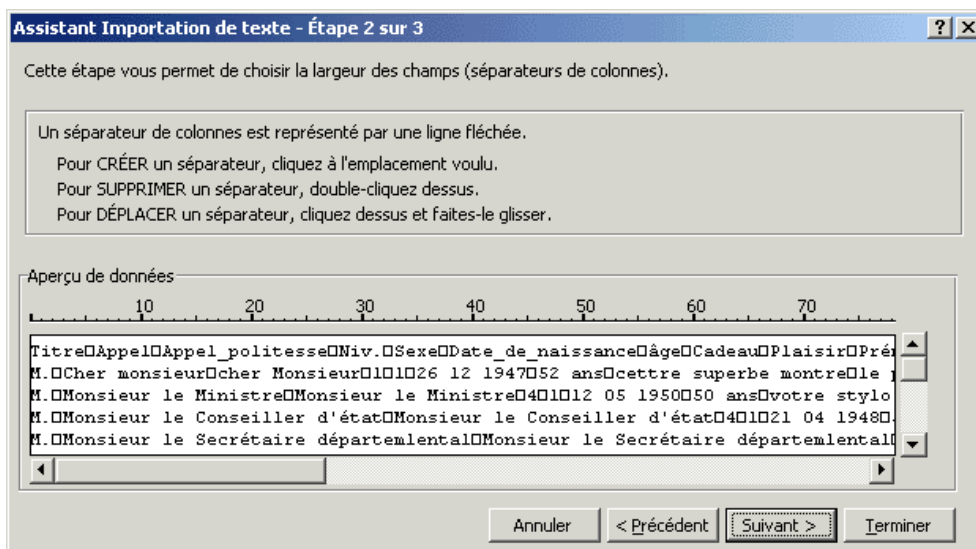 Assistant Importation de texte - Étape 2 sur 3
Cette étape vous permet de choisir la largeur des champs (séparateurs de colonnes).
Un séparateur de colonnes est représenté par une ligne fléchée.
Pour CRÉER un séparateur, cliquez à l'emplacement voulu.
Pour SUPPRIMER un séparateur, double-cliquez dessus.
Pour DÉPLACER un séparateur, cliquez dessus et faites-le glisser.
Aperçu de données
10 20 30 40 50 60 70
Titre□Appel□Appel_politesse□Niv.□Sexe□Date_de_naissance□âge□Cadeau□Plaisir□Pré
M.□Cher monsieur□cher Monsieur□1□1□26 12 1947□52 ans□cettre superbe montre□le
M.□Monsieur le Ministre□Monsieur le Ministre□4□1□12 05 1950□50 ans□votre stylo
M.□Monsieur le Conseiller d'état□Monsieur le Conseiller d'état□4□1□21 04 1948□
M.□Monsieur le Secrétaire départemlental□Monsieur le Secrétaire départemlental
Annuler < Précédent Suivant > Terminer